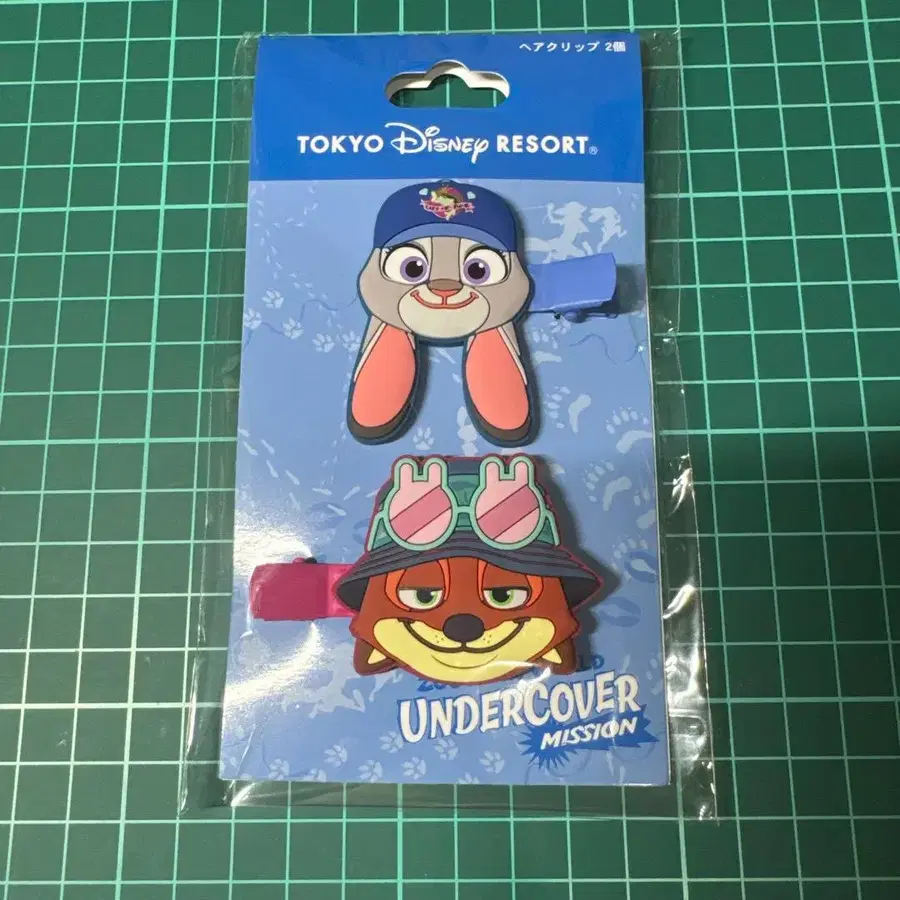 ヘアクリップ 2個
TOKYO Disney RESORT®
UNDERCOVER
MISSION